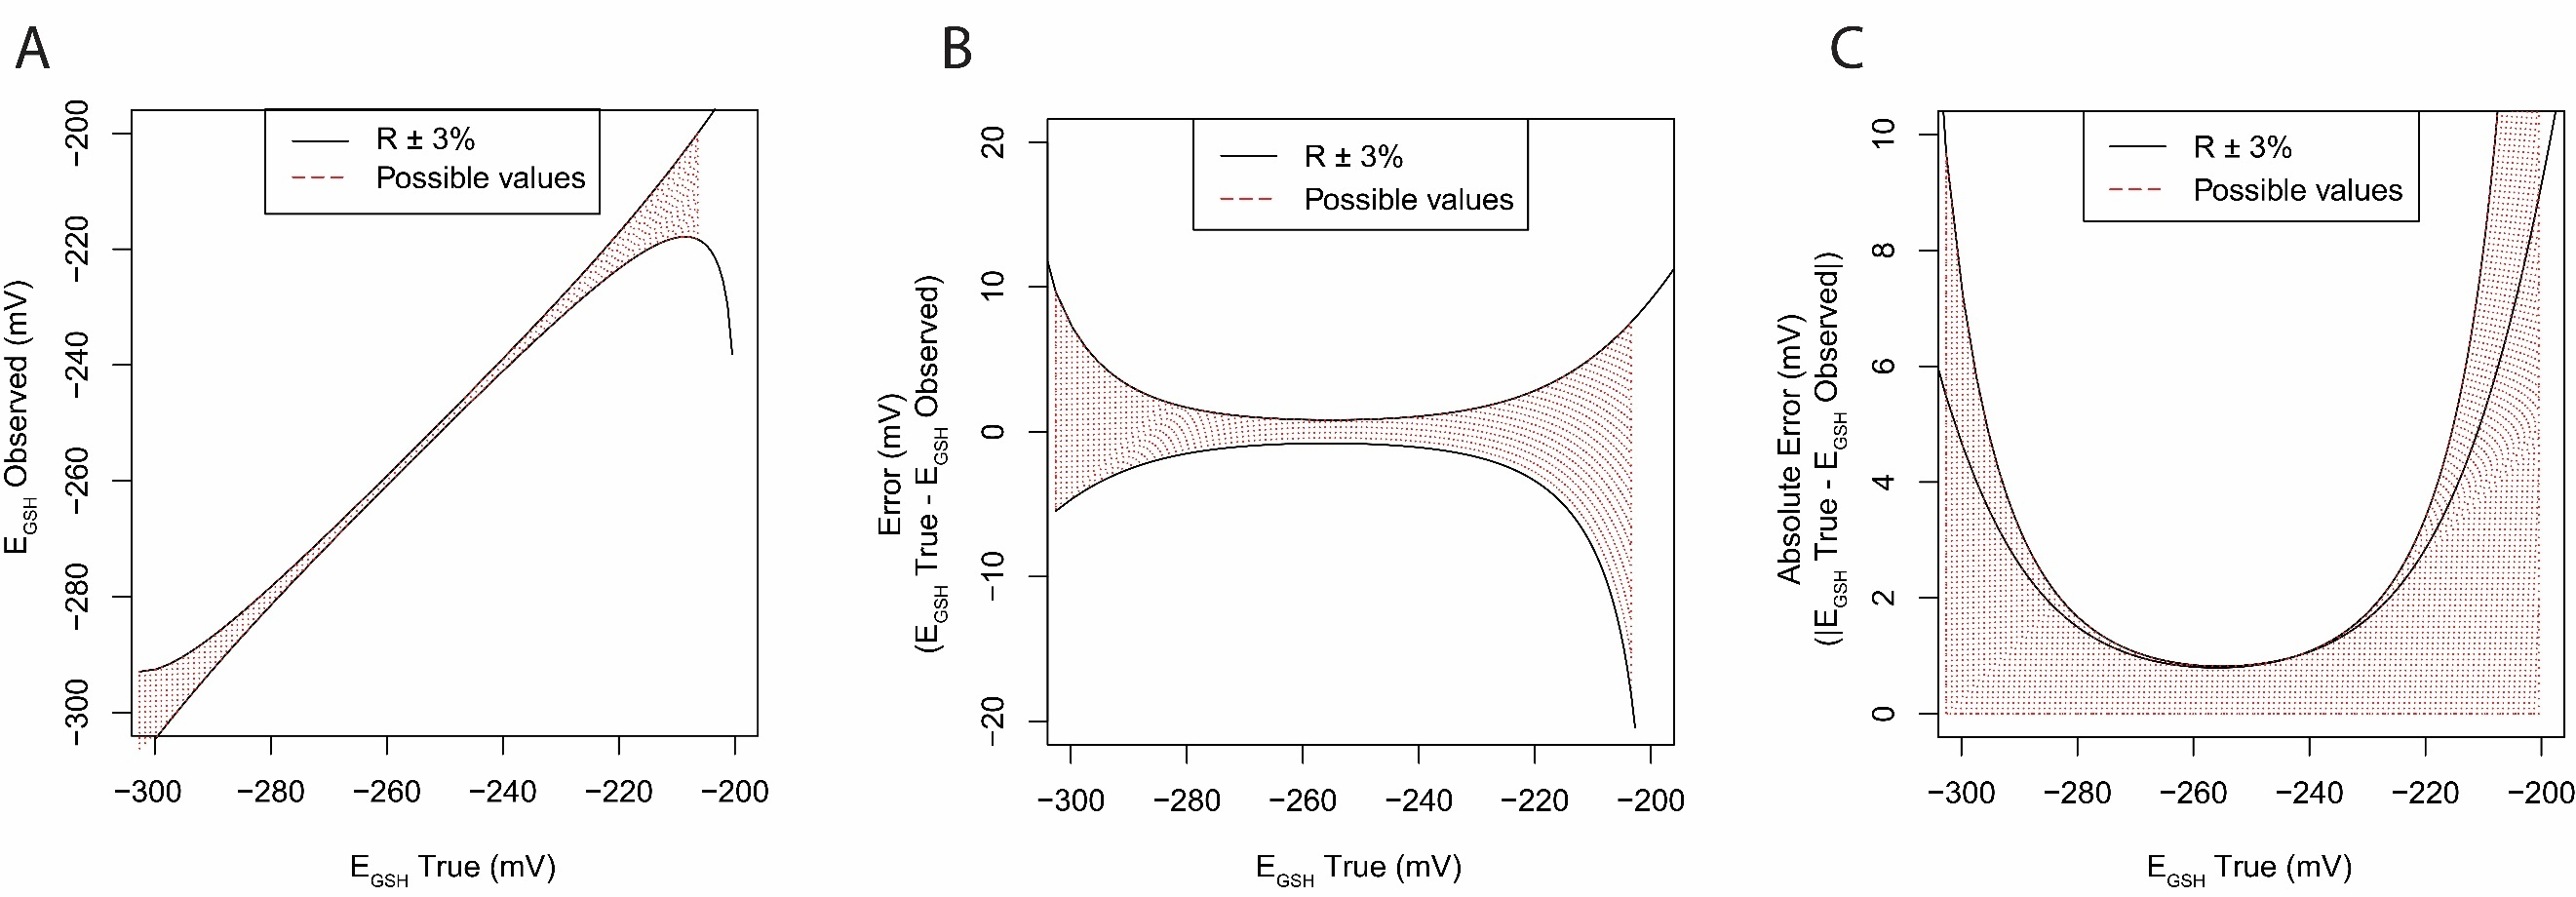 A
−200
−220
−240
−260
−280
−300
E_GSH Observed (mV)
R ± 3%
Possible values
−300
−280
−260
−240
−220
−200
E_GSH True (mV)
B
20
10
0
−10
−20
Error (mV)
(E_GSH True - E_GSH Observed)
R ± 3%
Possible values
−300
−280
−260
−240
−220
−200
E_GSH True (mV)
C
10
8
6
4
2
0
Absolute Error (mV)
(|E_GSH True - E_GSH Observed|)
R ± 3%
Possible values
−300
−280
−260
−240
−220
−200
E_GSH True (mV)